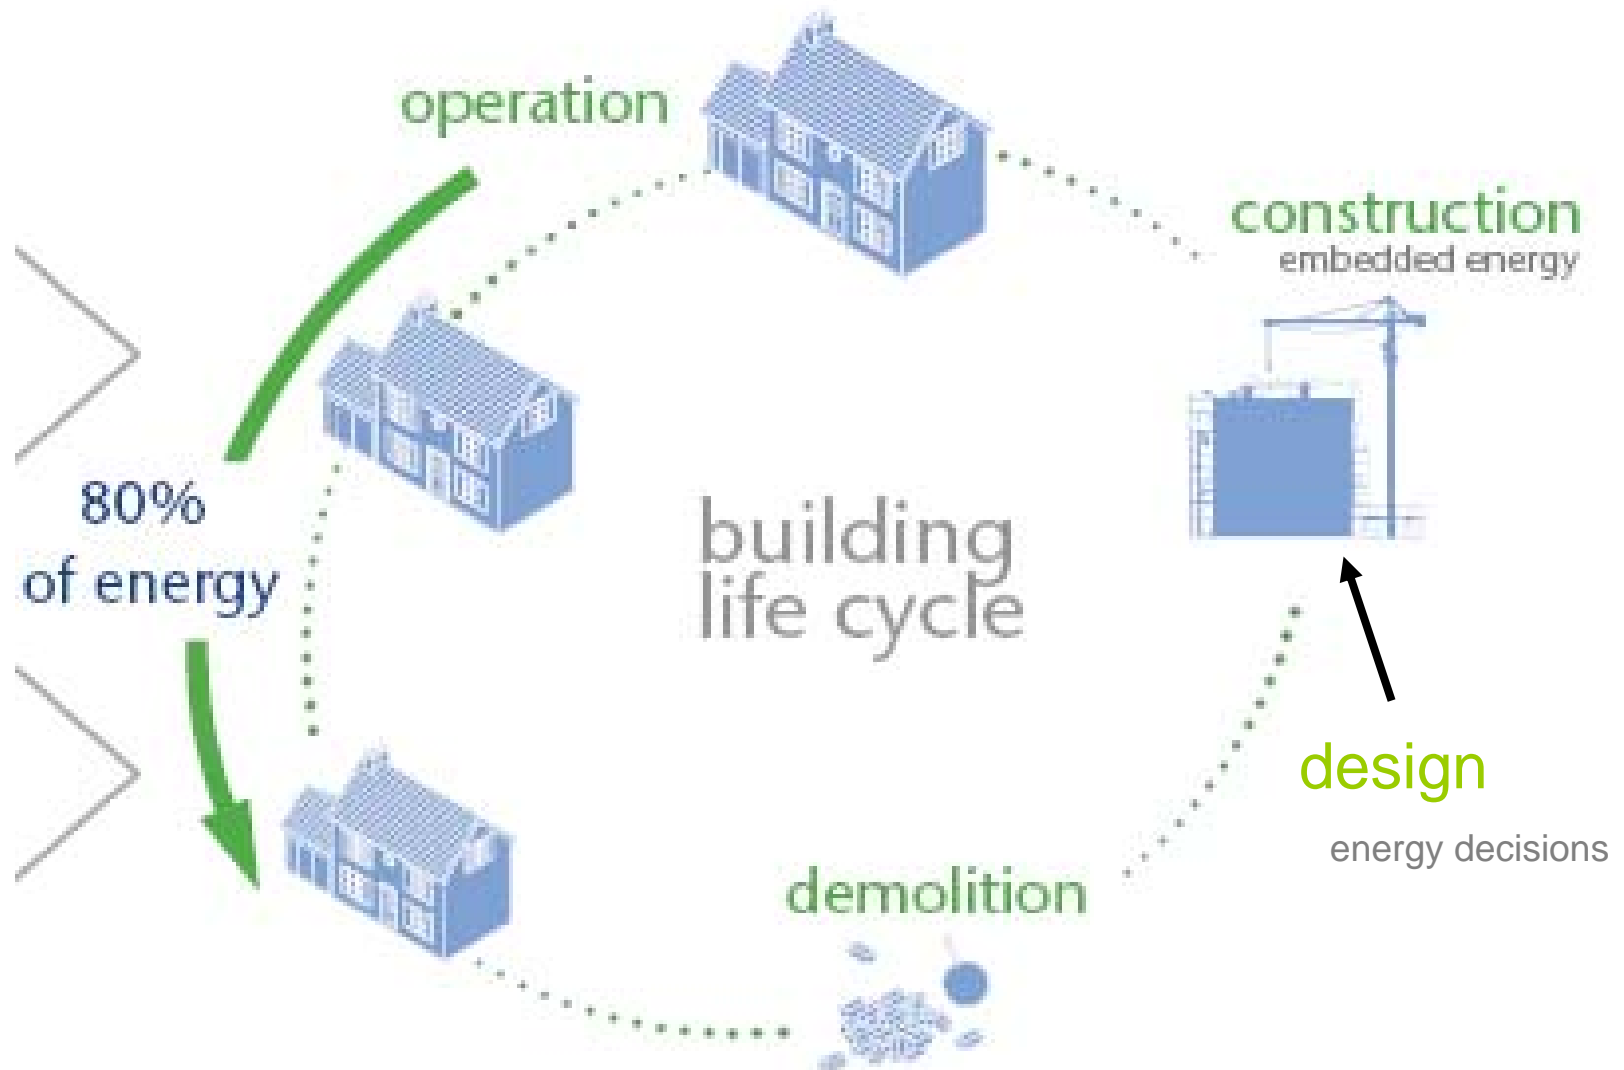 operation
construction
embedded energy
80%
of energy
building
life cycle
design
energy decisions
demolition